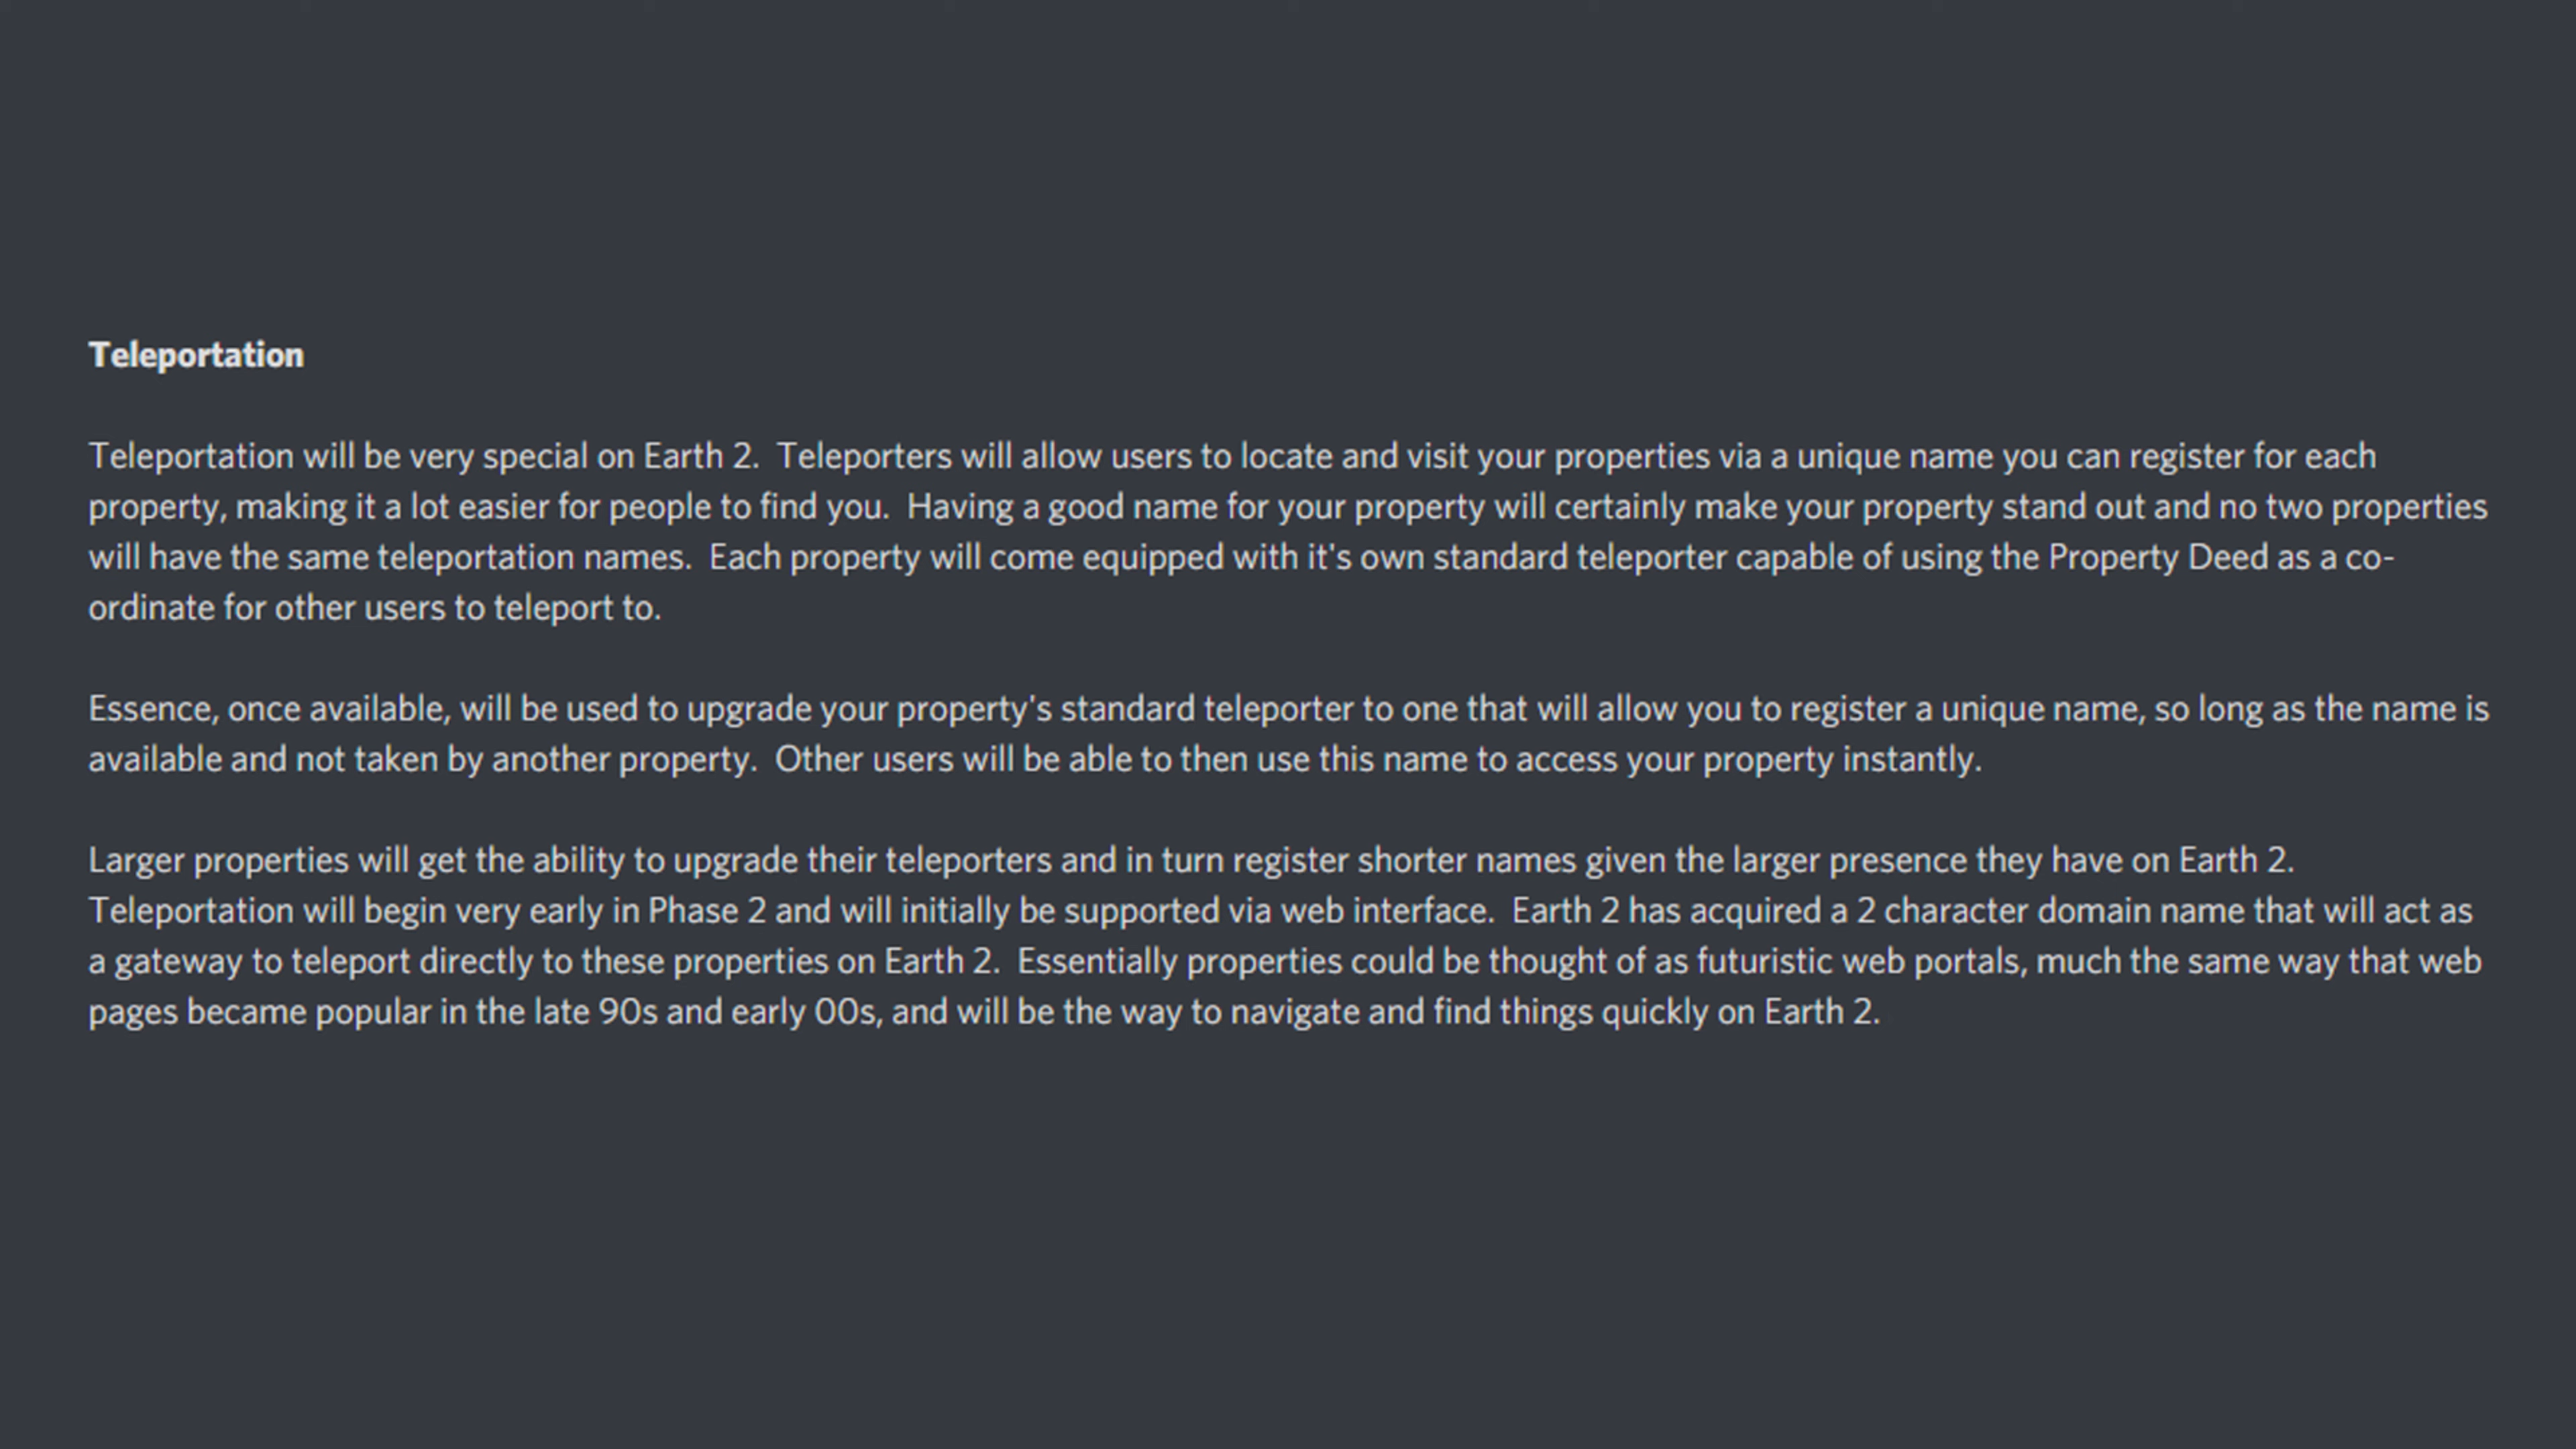 Teleportation
Teleportation will be very special on Earth 2.  Teleporters will allow users to locate and visit your properties via a unique name you can register for each
property, making it a lot easier for people to find you.  Having a good name for your property will certainly make your property stand out and no two properties
will have the same teleportation names.  Each property will come equipped with it's own standard teleporter capable of using the Property Deed as a co-
ordinate for other users to teleport to.
Essence, once available, will be used to upgrade your property's standard teleporter to one that will allow you to register a unique name, so long as the name is
available and not taken by another property.  Other users will be able to then use this name to access your property instantly.
Larger properties will get the ability to upgrade their teleporters and in turn register shorter names given the larger presence they have on Earth 2.
Teleportation will begin very early in Phase 2 and will initially be supported via web interface.  Earth 2 has acquired a 2 character domain name that will act as
a gateway to teleport directly to these properties on Earth 2.  Essentially properties could be thought of as futuristic web portals, much the same way that web
pages became popular in the late 90s and early 00s, and will be the way to navigate and find things quickly on Earth 2.